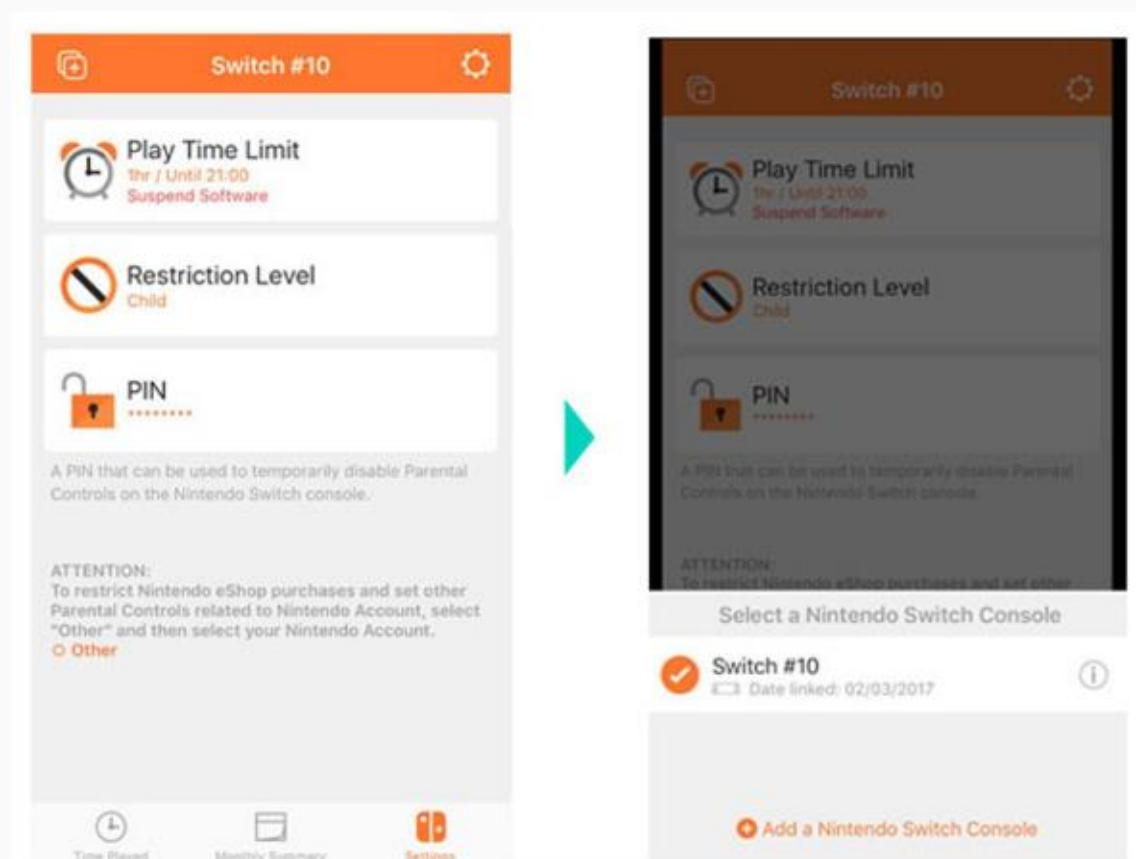 Switch #10
Play Time Limit
1hr / Until 21:00
Suspend Software
Restriction Level
Child
PIN
********
A PIN that can be used to temporarily disable Parental
Controls on the Nintendo Switch console.
ATTENTION:
To restrict Nintendo eShop purchases and set other
Parental Controls related to Nintendo Account, select
"Other" and then select your Nintendo Account.
Other
Time Played
Monthly Summary
Settings
Switch #10
Play Time Limit
1hr / Until 21:00
Suspend Software
Restriction Level
Child
PIN
********
A PIN that can be used to temporarily disable Parental
Controls on the Nintendo Switch console.
ATTENTION:
To restrict Nintendo eShop purchases and set other
Select a Nintendo Switch Console
Switch #10
Date linked: 02/03/2017
Add a Nintendo Switch Console